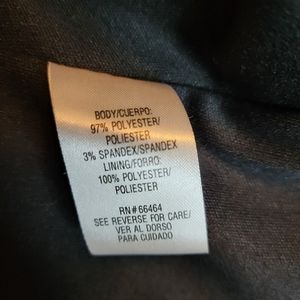 BODY/CUERPO:
97% POLYESTER/
POLIESTER
3% SPANDEX/SPANDEX
LINING/FORRO:
100% POLYESTER/
POLIESTER
RN#66464
SEE REVERSE FOR CARE/
VER AL DORSO
PARA CUIDADO